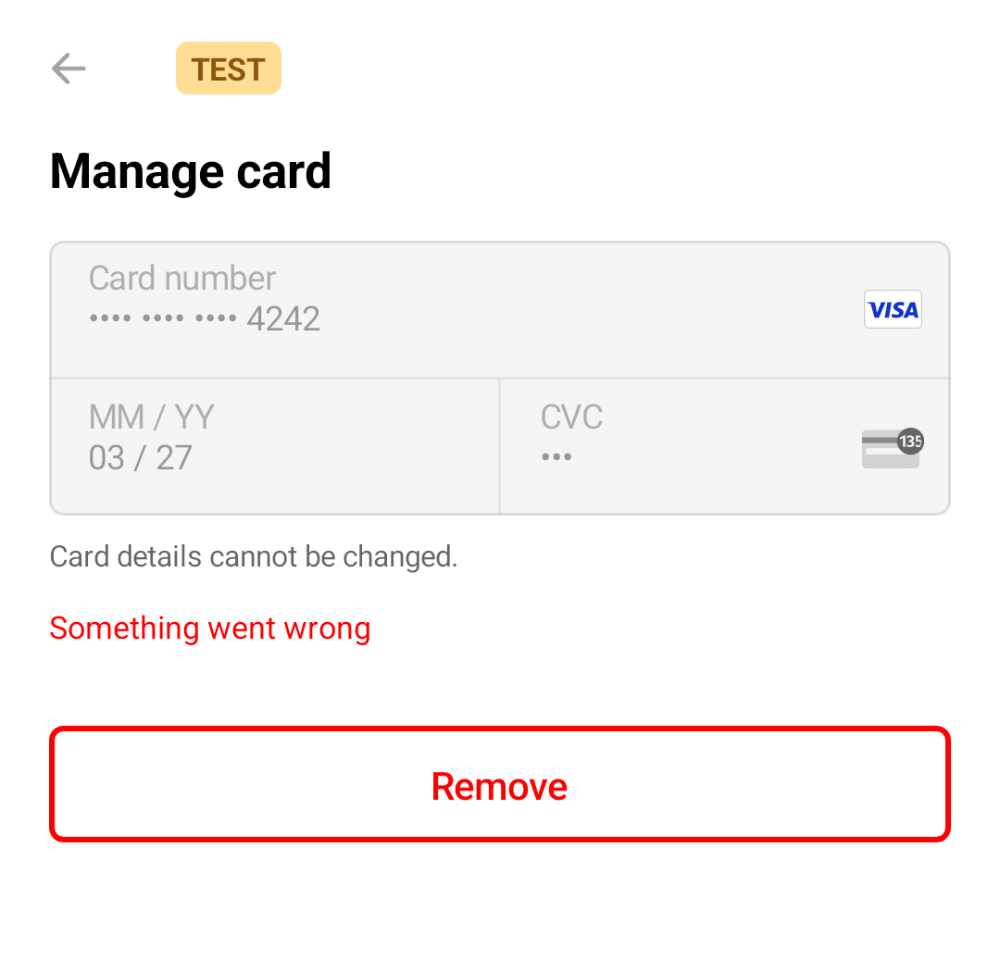 TEST
Manage card
Card number
•••• •••• •••• 4242
VISA
MM / YY
03 / 27
CVC
•••
135
Card details cannot be changed.
Something went wrong
Remove